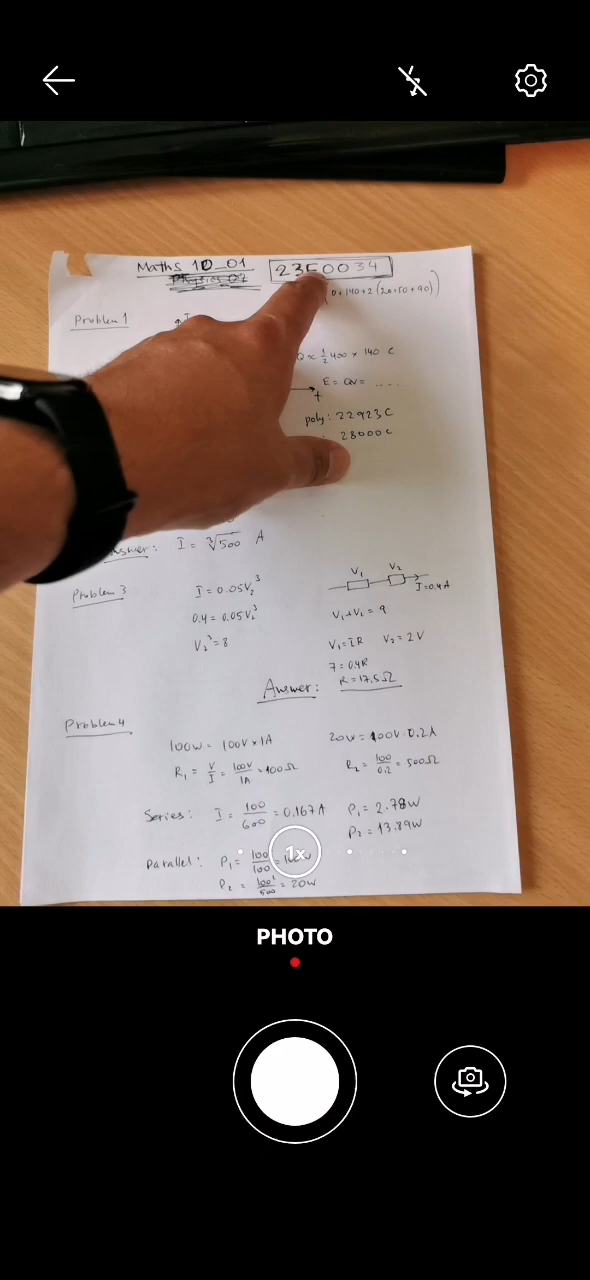 Maths 10_01
Physics 07
2350034
0+140+2(20+50+90))
Problem 1
↑I
Q ≈ 1/2 400 × 140 C
E = QV = ....
t
poly: 22923C
28000C
Answer: I = ∛500 A
Problem 3
I = 0.05V₂³
0.4 = 0.05V₂³
V₂³ = 8
V₁ V₂
I=0.4A
V₁+V₂ = 9
V₁=IR V₂ = 2V
7 = 0.4R
R = 17.5Ω
Answer:
Problem 4
100W = 100V × 1A
R₁ = V/I = 100V/1A = 100Ω
20W = 100V · 0.2A
R₂ = 100/0.2 = 500Ω
Series: I = 100/600 = 0.167A
P₁ = 2.78W
P₂ = 13.89W
Parallel: P₁ =
P₂ = 100²/500 = 20W
1x
PHOTO